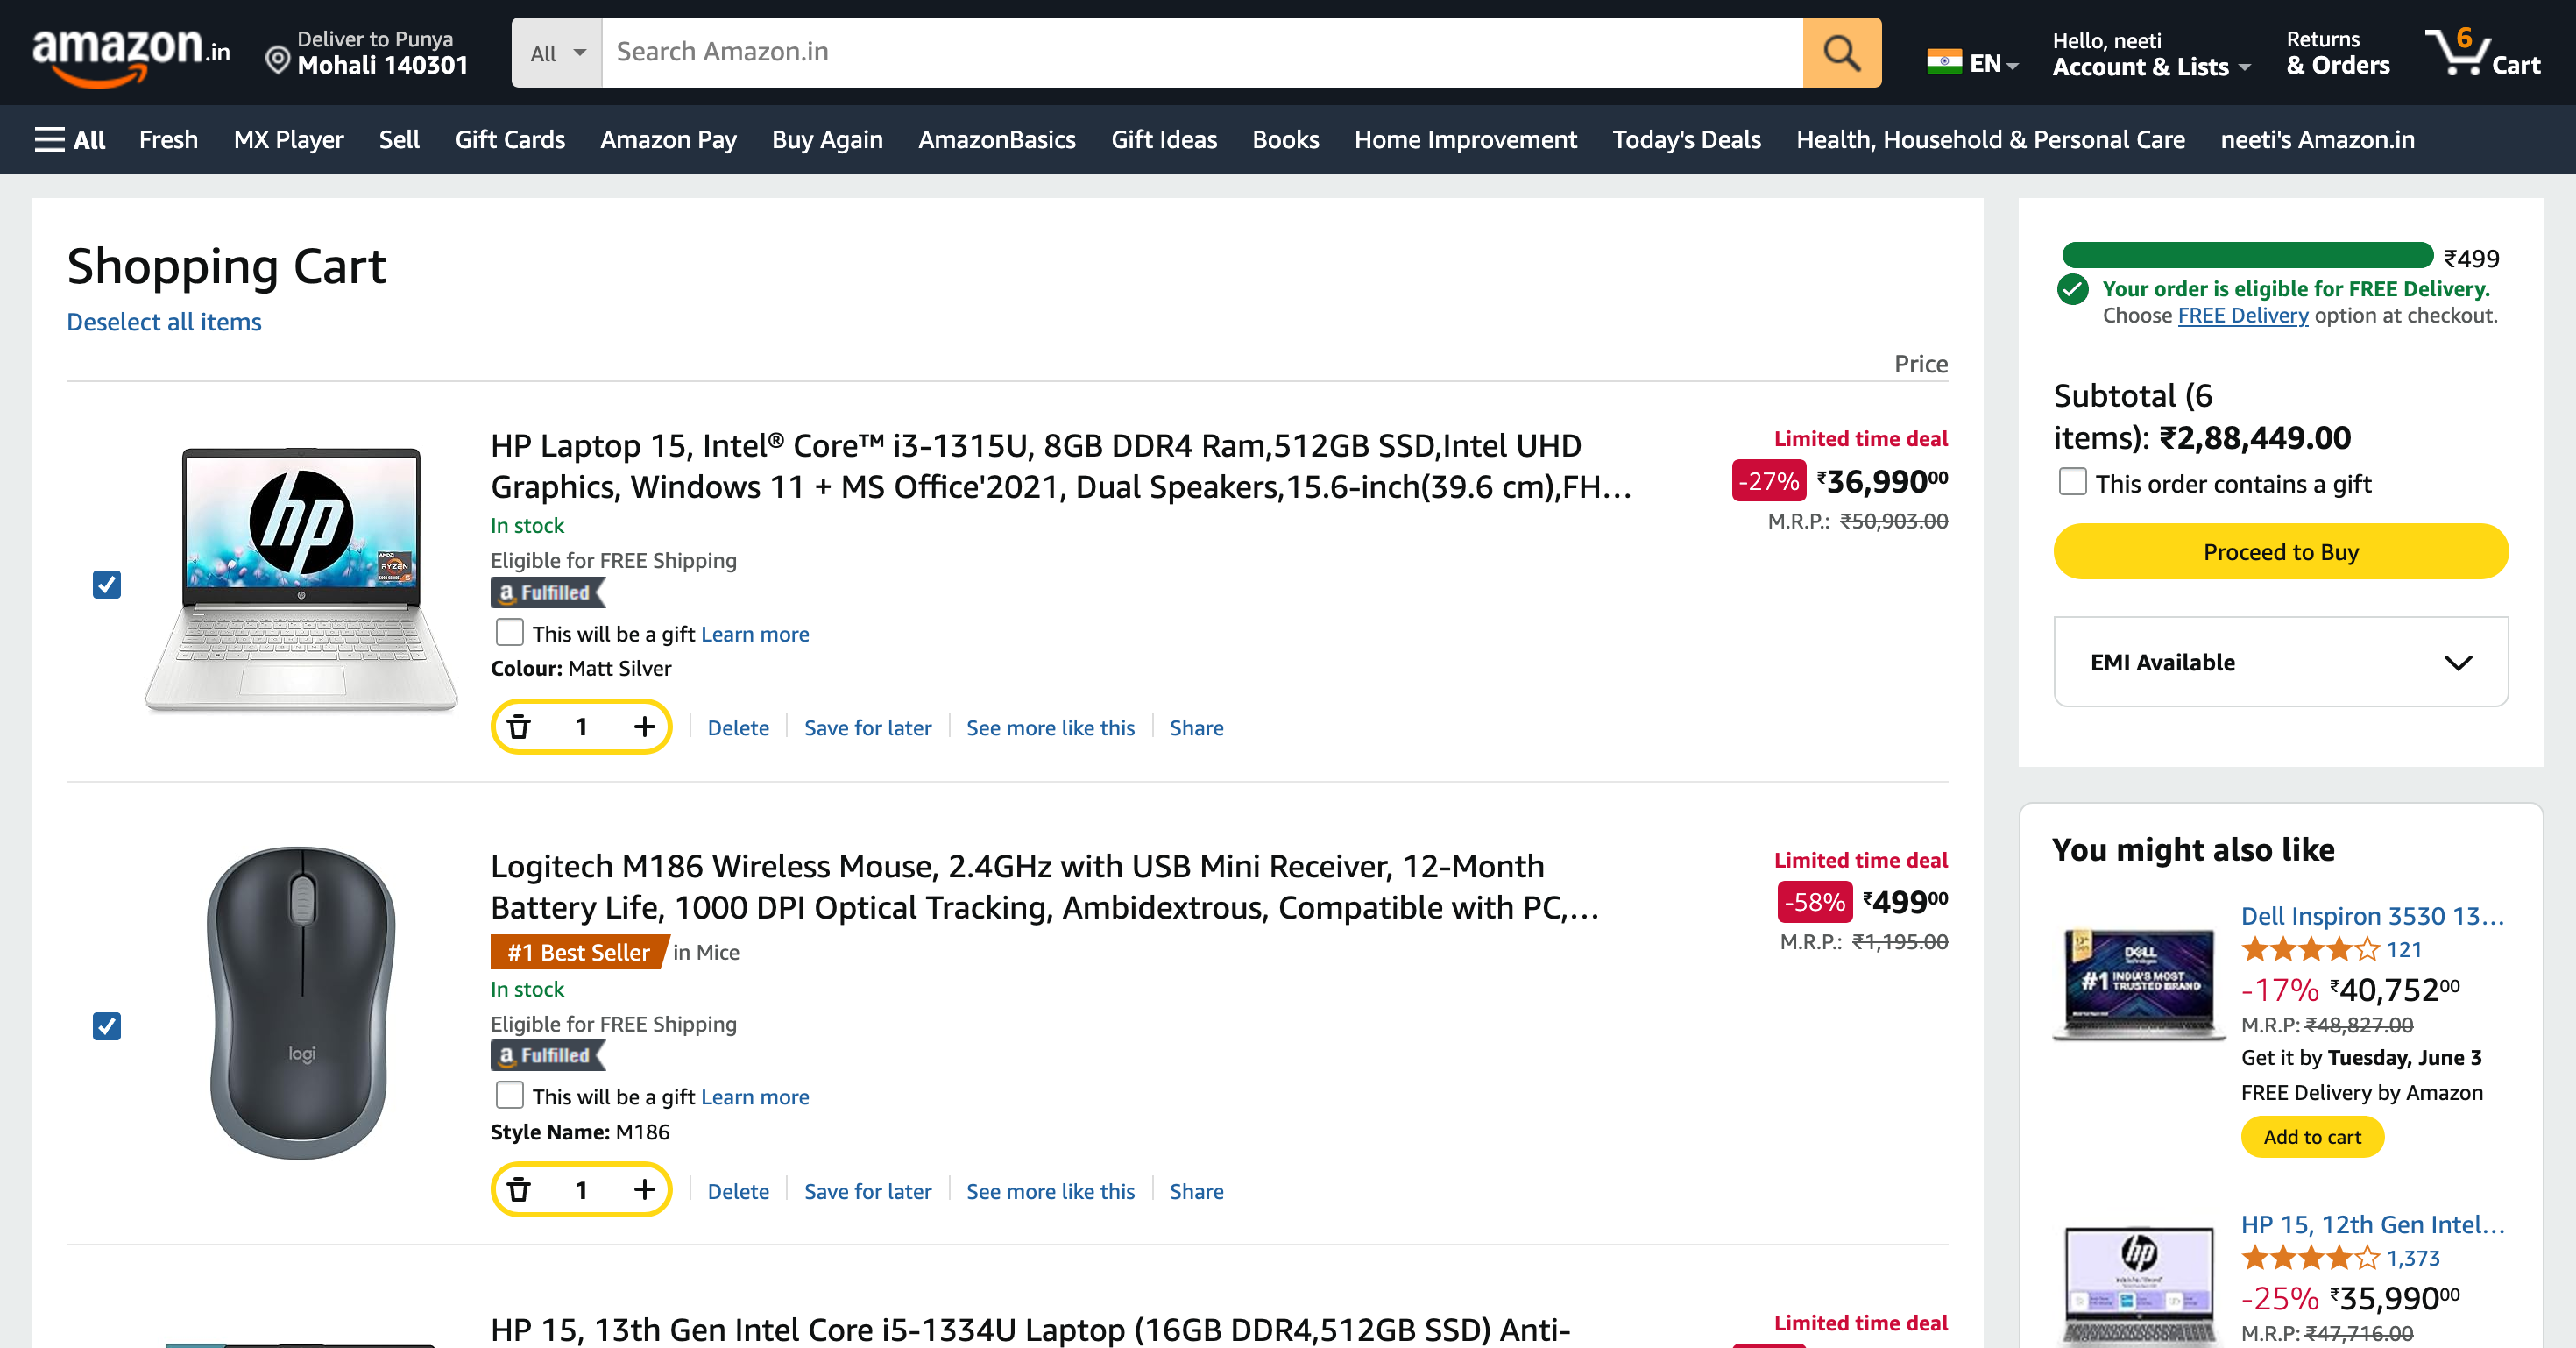 amazon.in
Deliver to Punya
Mohali 140301
All
Search Amazon.in
EN
Hello, neeti
Account & Lists
Returns
& Orders
6
Cart
All
Fresh
MX Player
Sell
Gift Cards
Amazon Pay
Buy Again
AmazonBasics
Gift Ideas
Books
Home Improvement
Today's Deals
Health, Household & Personal Care
neeti's Amazon.in
Shopping Cart
Deselect all items
Price
hp
AMD
RYZEN
HP Laptop 15, Intel® Core™ i3-1315U, 8GB DDR4 Ram,512GB SSD,Intel UHD
Graphics, Windows 11 + MS Office'2021, Dual Speakers,15.6-inch(39.6 cm),FH…
In stock
Eligible for FREE Shipping
a Fulfilled
This will be a gift Learn more
Colour: Matt Silver
1
Delete
Save for later
See more like this
Share
Limited time deal
-27% ₹36,990.00
M.R.P.: ₹50,903.00
logi
Logitech M186 Wireless Mouse, 2.4GHz with USB Mini Receiver, 12-Month
Battery Life, 1000 DPI Optical Tracking, Ambidextrous, Compatible with PC,…
#1 Best Seller in Mice
In stock
Eligible for FREE Shipping
a Fulfilled
This will be a gift Learn more
Style Name: M186
1
Delete
Save for later
See more like this
Share
Limited time deal
-58% ₹499.00
M.R.P.: ₹1,195.00
HP 15, 13th Gen Intel Core i5-1334U Laptop (16GB DDR4,512GB SSD) Anti-
Limited time deal
₹499
Your order is eligible for FREE Delivery.
Choose FREE Delivery option at checkout.
Subtotal (6
items): ₹2,88,449.00
This order contains a gift
Proceed to Buy
EMI Available
You might also like
DELL
Technologies
#1 INDIA'S MOST
TRUSTED BRAND
Dell Inspiron 3530 13…
121
-17% ₹40,752.00
M.R.P: ₹48,827.00
Get it by Tuesday, June 3
FREE Delivery by Amazon
Add to cart
hp
HP 15, 12th Gen Intel…
1,373
-25% ₹35,990.00
M.R.P: ₹47,716.00